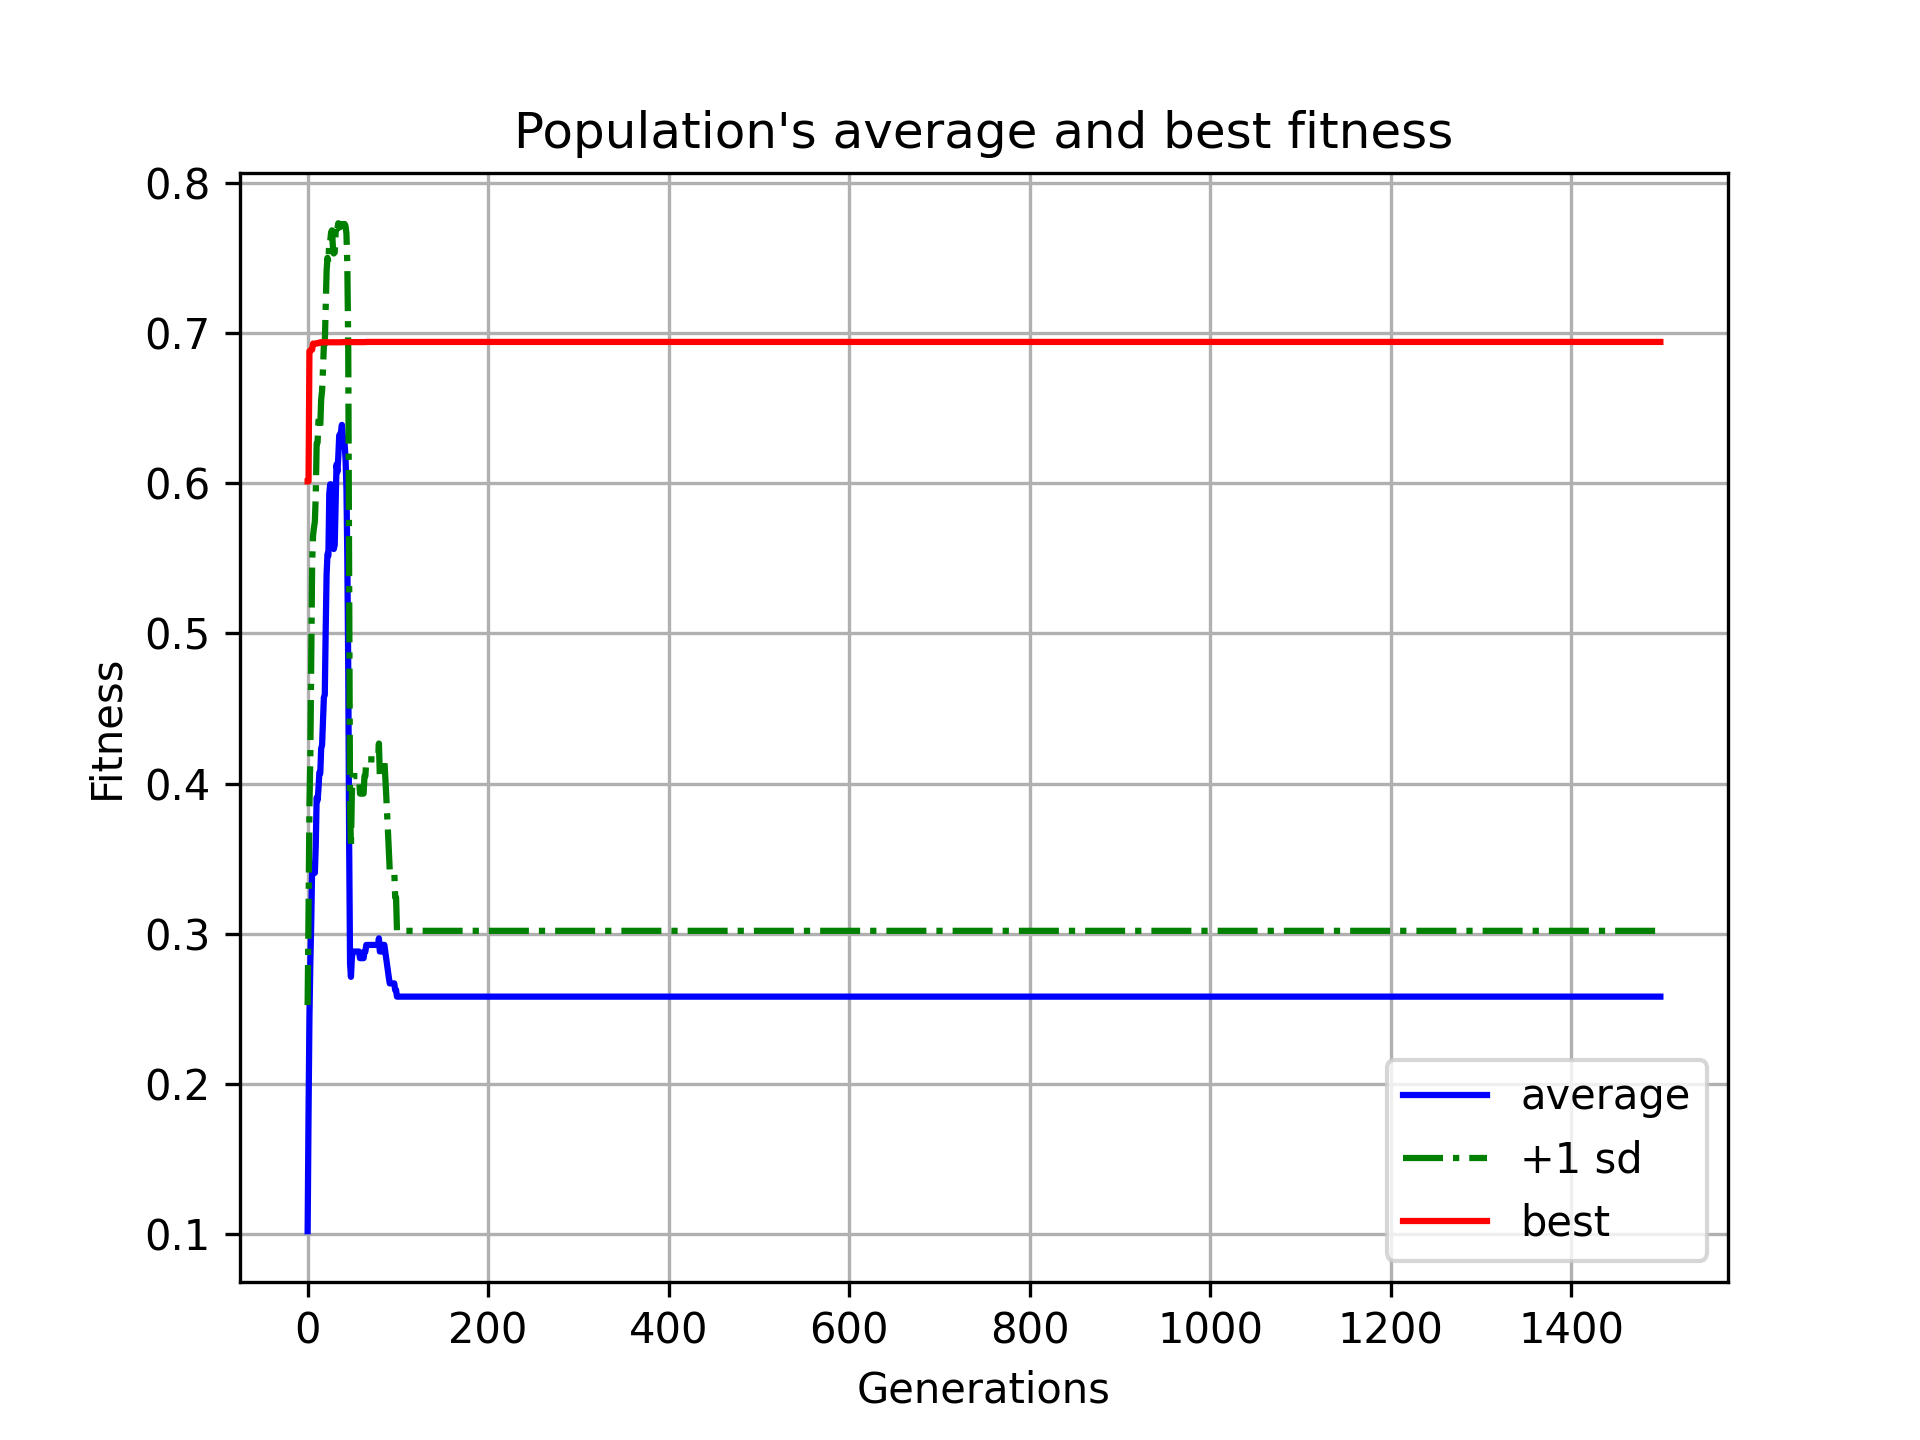 Population's average and best fitness
0.8
0.7
0.6
0.5
0.4
0.3
0.2
0.1
Fitness
average
+1 sd
best
0 200 400 600 800 1000 1200 1400
Generations